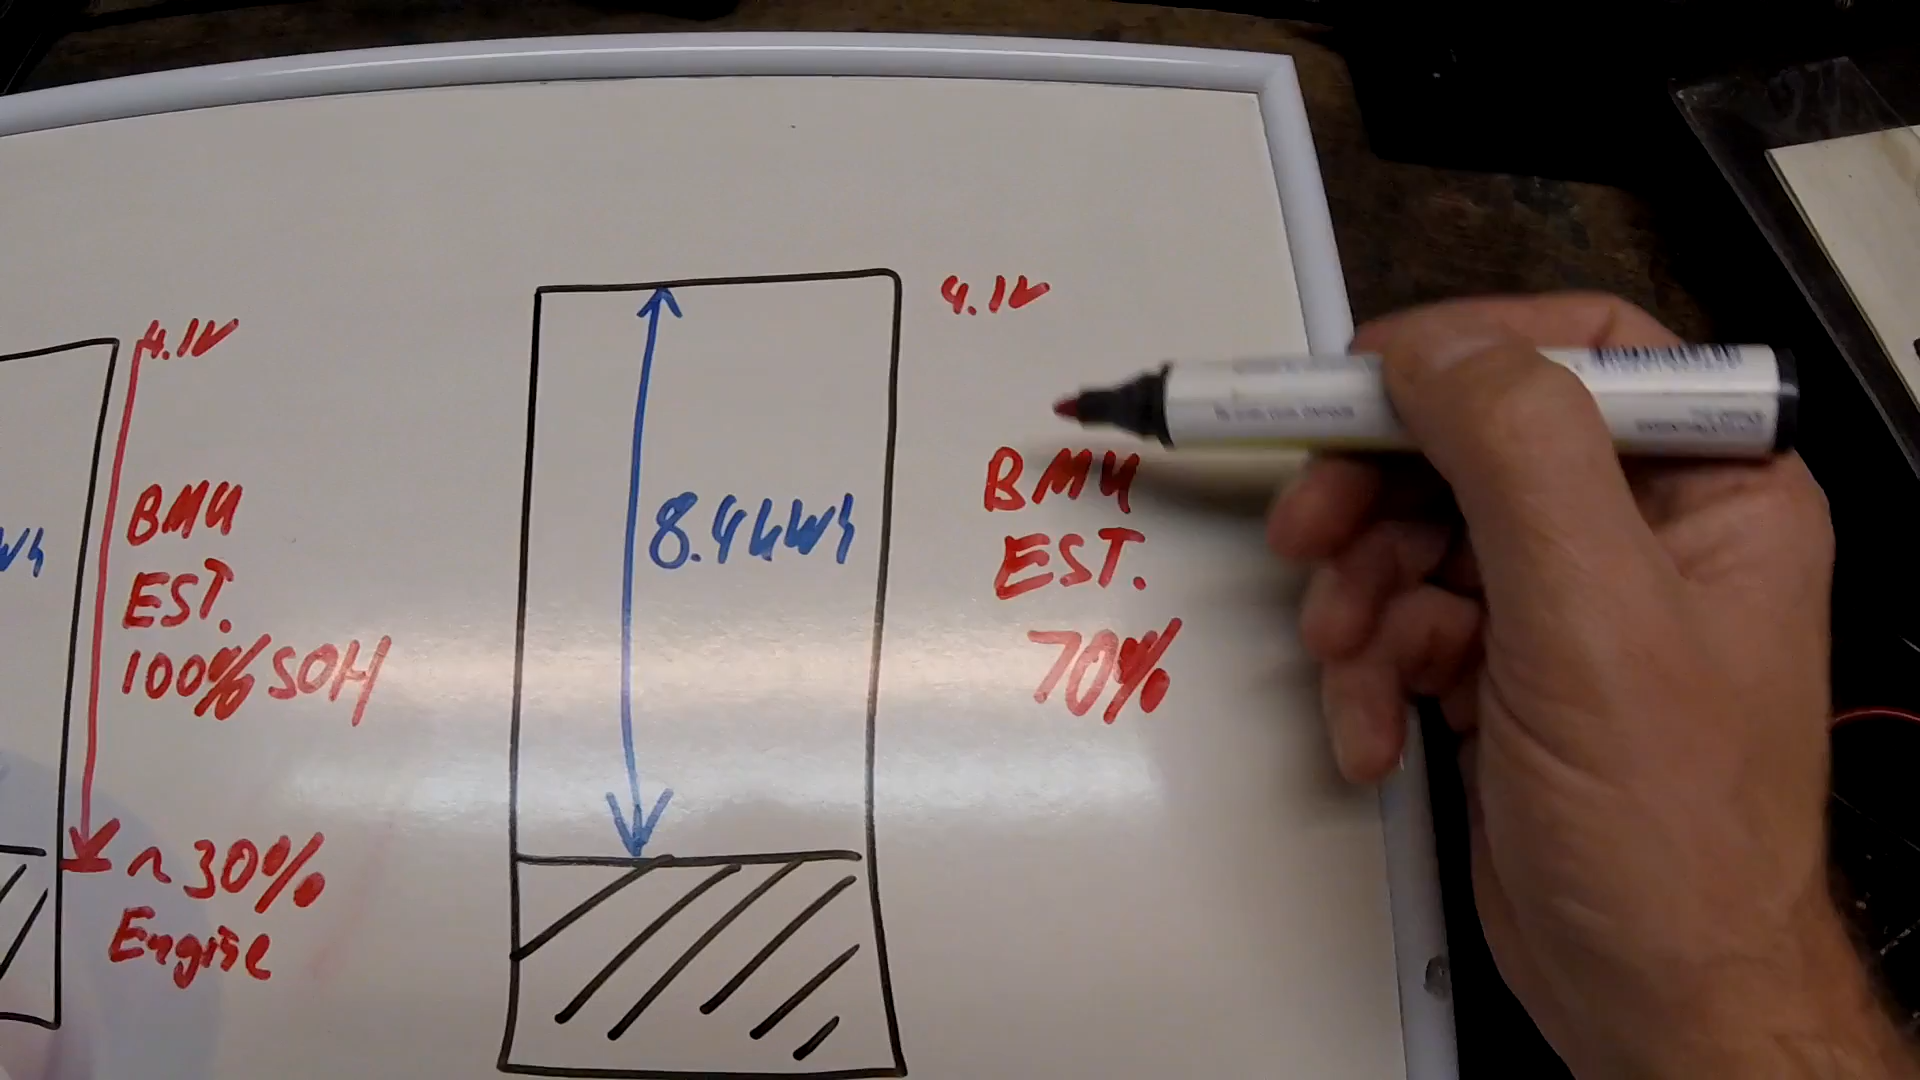 4.1V
BMU
EST.
100% SOH
~30%
Engine
8.4kWh
4.1V
BMU
EST.
70%